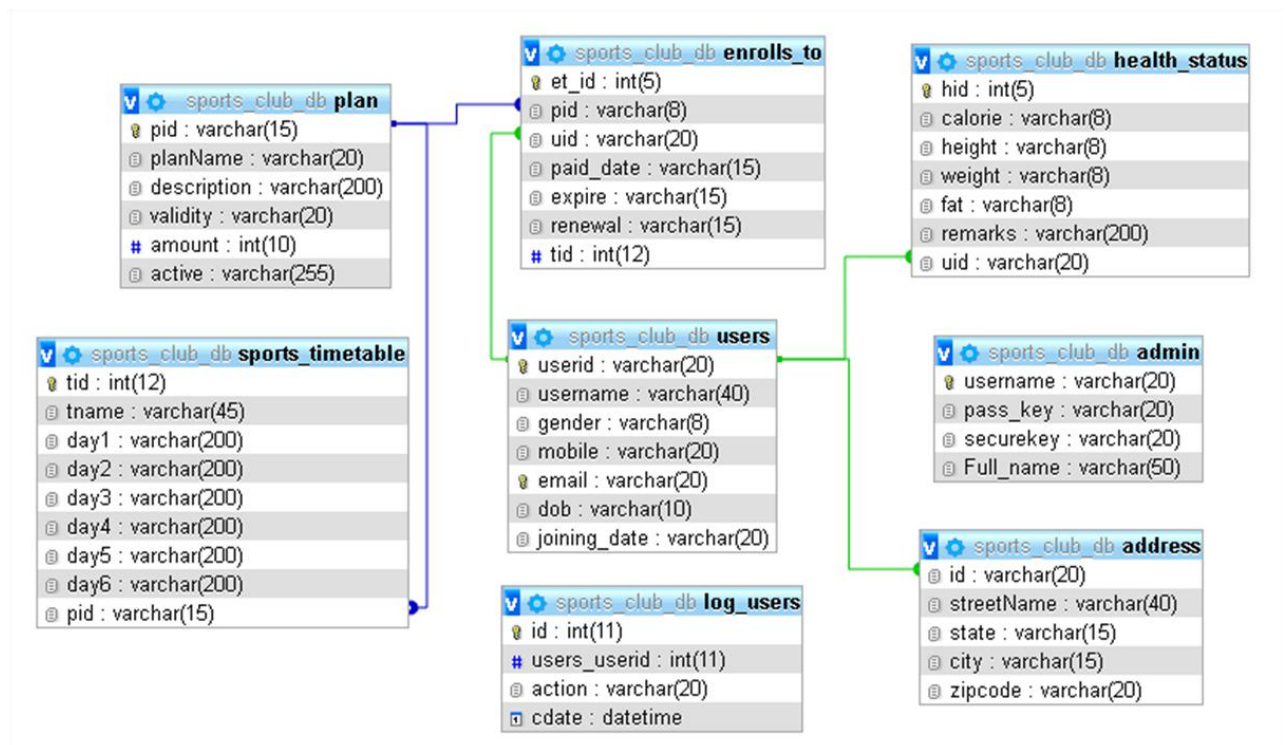 sports_club_db plan
pid : varchar(15)
planName : varchar(20)
description : varchar(200)
validity : varchar(20)
# amount : int(10)
active : varchar(255)
sports_club_db enrolls_to
et_id : int(5)
pid : varchar(8)
uid : varchar(20)
paid_date : varchar(15)
expire : varchar(15)
renewal : varchar(15)
# tid : int(12)
sports_club_db health_status
hid : int(5)
calorie : varchar(8)
height : varchar(8)
weight : varchar(8)
fat : varchar(8)
remarks : varchar(200)
uid : varchar(20)
sports_club_db sports_timetable
tid : int(12)
tname : varchar(45)
day1 : varchar(200)
day2 : varchar(200)
day3 : varchar(200)
day4 : varchar(200)
day5 : varchar(200)
day6 : varchar(200)
pid : varchar(15)
sports_club_db users
userid : varchar(20)
username : varchar(40)
gender : varchar(8)
mobile : varchar(20)
email : varchar(20)
dob : varchar(10)
joining_date : varchar(20)
sports_club_db admin
username : varchar(20)
pass_key : varchar(20)
securekey : varchar(20)
Full_name : varchar(50)
sports_club_db log_users
id : int(11)
# users_userid : int(11)
action : varchar(20)
cdate : datetime
sports_club_db address
id : varchar(20)
streetName : varchar(40)
state : varchar(15)
city : varchar(15)
zipcode : varchar(20)